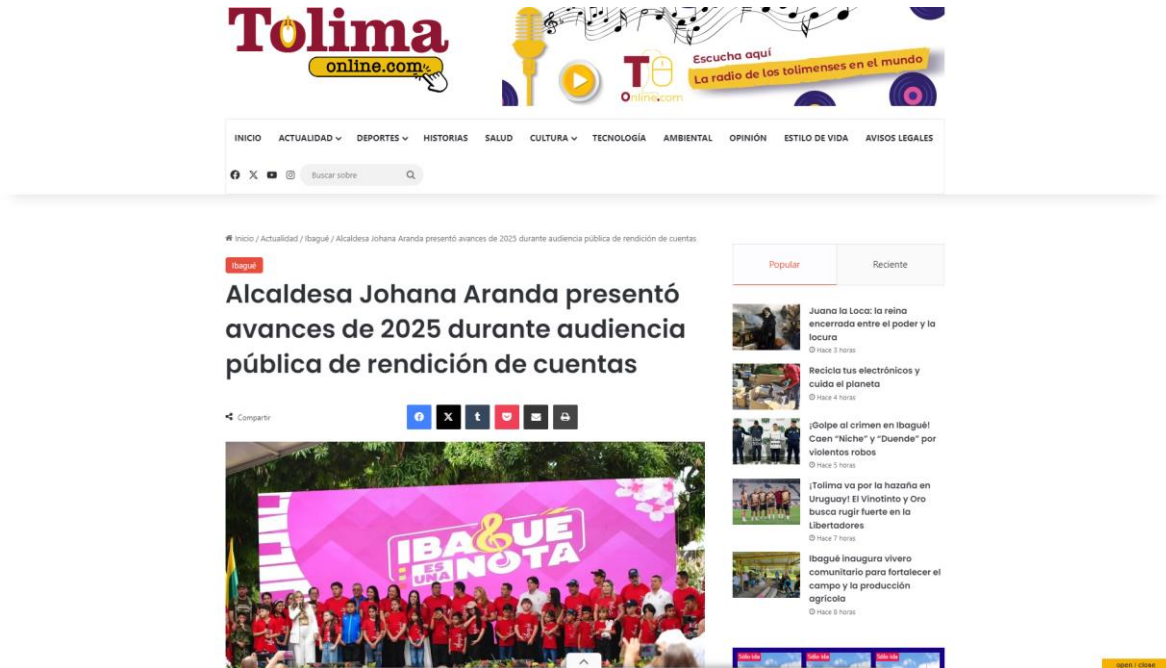 Tolima
online.com
Escucha aquí
La radio de los tolimenses en el mundo
TO
Online.com
INICIO ACTUALIDAD DEPORTES HISTORIAS SALUD CULTURA TECNOLOGÍA AMBIENTAL OPINIÓN ESTILO DE VIDA AVISOS LEGALES
Buscar sobre
Inicio / Actualidad / Ibagué / Alcaldesa Johana Aranda presentó avances de 2025 durante audiencia pública de rendición de cuentas
Ibagué
Alcaldesa Johana Aranda presentó
avances de 2025 durante audiencia
pública de rendición de cuentas
Compartir
IBAGUÉ
ES UNA NOTA
Popular Reciente
Juana la Loca: la reina
encerrada entre el poder y la
locura
Hace 3 horas
Recicla tus electrónicos y
cuida el planeta
Hace 4 horas
¡Golpe al crimen en Ibagué!
Caen “Niche” y “Duende” por
violentos robos
Hace 5 horas
¡Tolima va por la hazaña en
Uruguay! El Vinotinto y Oro
busca rugir fuerte en la
Libertadores
Hace 7 horas
Ibagué inaugura vivero
comunitario para fortalecer el
campo y la producción
agrícola
Hace 8 horas
open | close